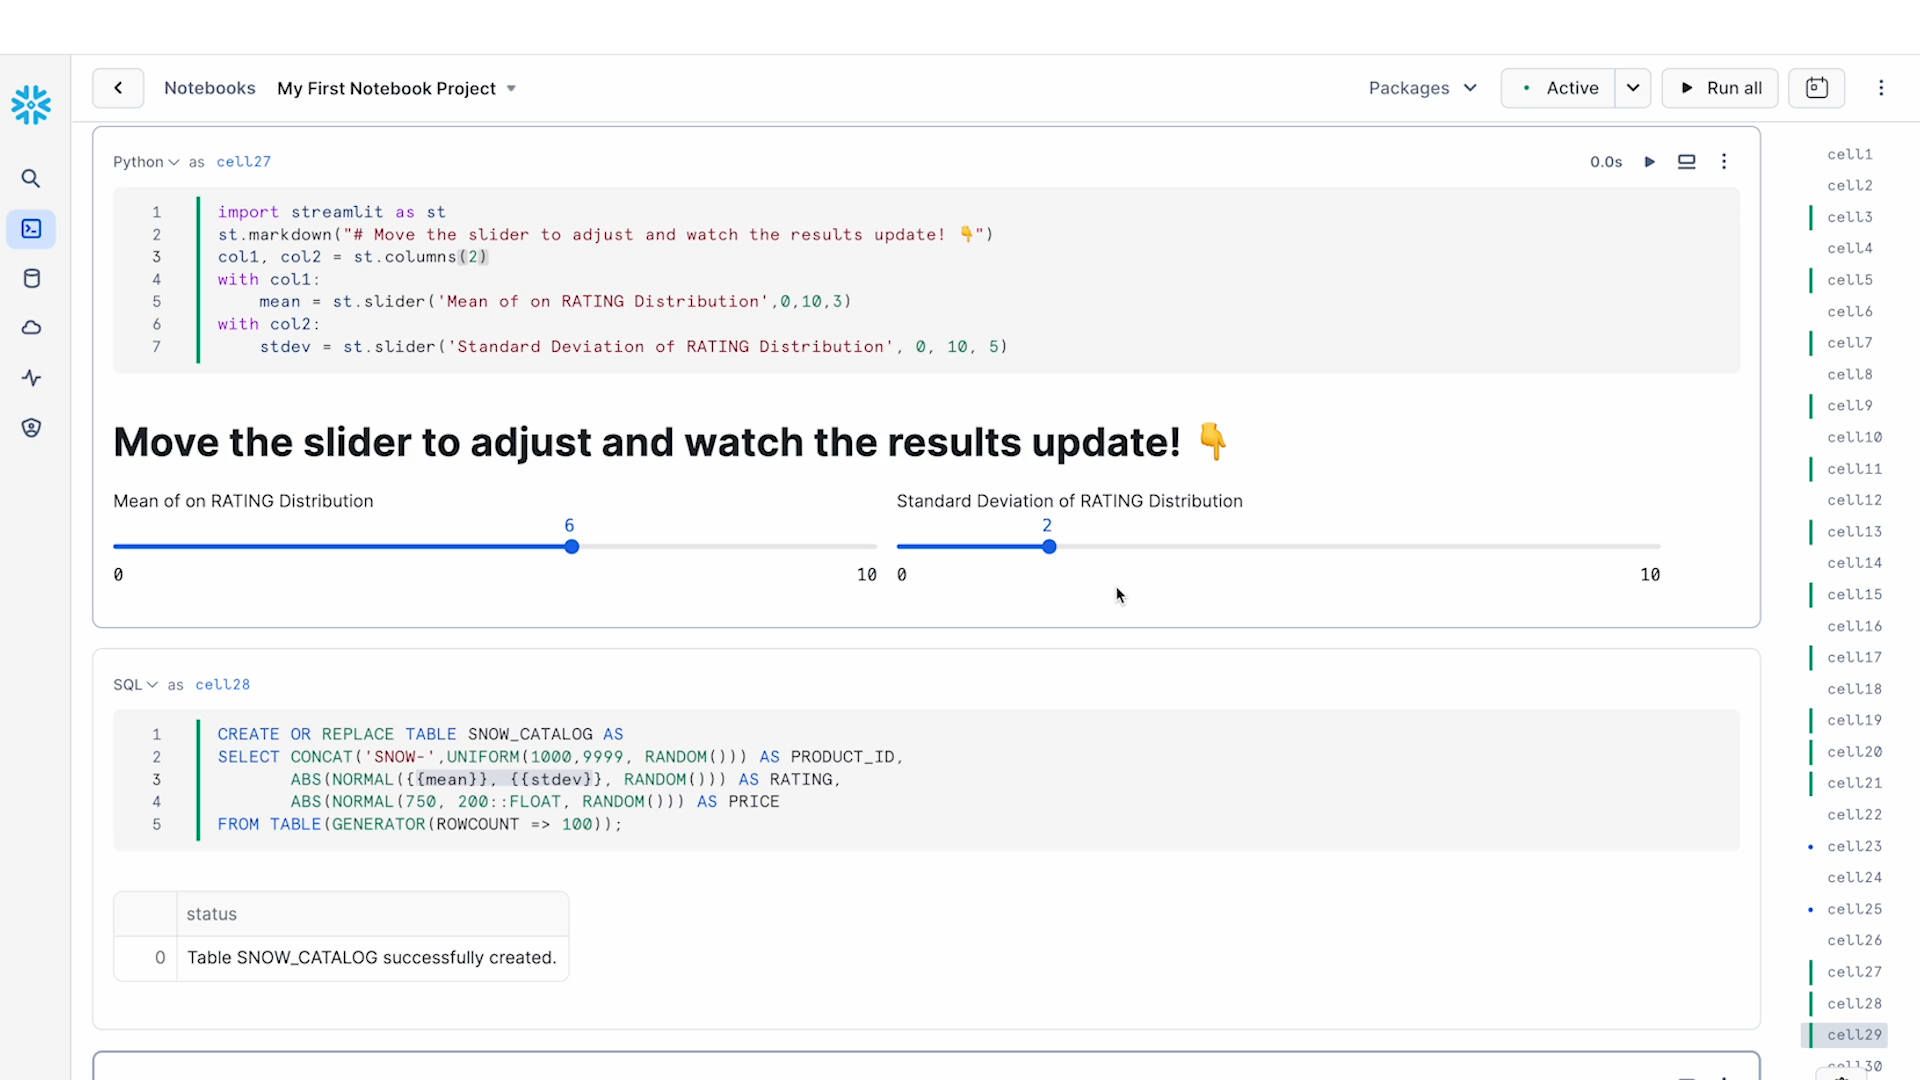 Notebooks My First Notebook Project Packages Active Run all
Python as cell27 0.0s
1 import streamlit as st
2 st.markdown("# Move the slider to adjust and watch the results update! 👇")
3 col1, col2 = st.columns(2)
4 with col1:
5 mean = st.slider('Mean of on RATING Distribution',0,10,3)
6 with col2:
7 stdev = st.slider('Standard Deviation of RATING Distribution', 0, 10, 5)
Move the slider to adjust and watch the results update! 👇
Mean of on RATING Distribution Standard Deviation of RATING Distribution
6 2
0 10 0 10
SQL as cell28
1 CREATE OR REPLACE TABLE SNOW_CATALOG AS
2 SELECT CONCAT('SNOW-',UNIFORM(1000,9999, RANDOM())) AS PRODUCT_ID,
3 ABS(NORMAL({{mean}}, {{stdev}}, RANDOM())) AS RATING,
4 ABS(NORMAL(750, 200::FLOAT, RANDOM())) AS PRICE
5 FROM TABLE(GENERATOR(ROWCOUNT => 100));
status
0 Table SNOW_CATALOG successfully created.
cell1
cell2
cell3
cell4
cell5
cell6
cell7
cell8
cell9
cell10
cell11
cell12
cell13
cell14
cell15
cell16
cell17
cell18
cell19
cell20
cell21
cell22
cell23
cell24
cell25
cell26
cell27
cell28
cell29
cell30